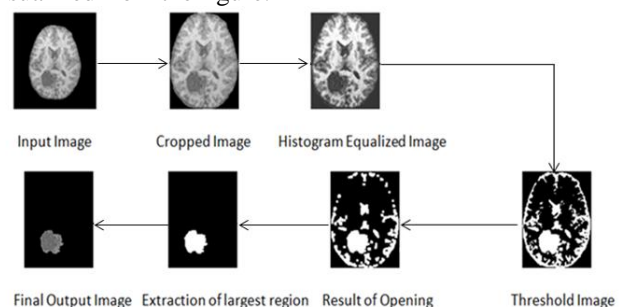 Input Image
Cropped Image
Histogram Equalized Image
Final Output Image
Extraction of largest region
Result of Opening
Threshold Image